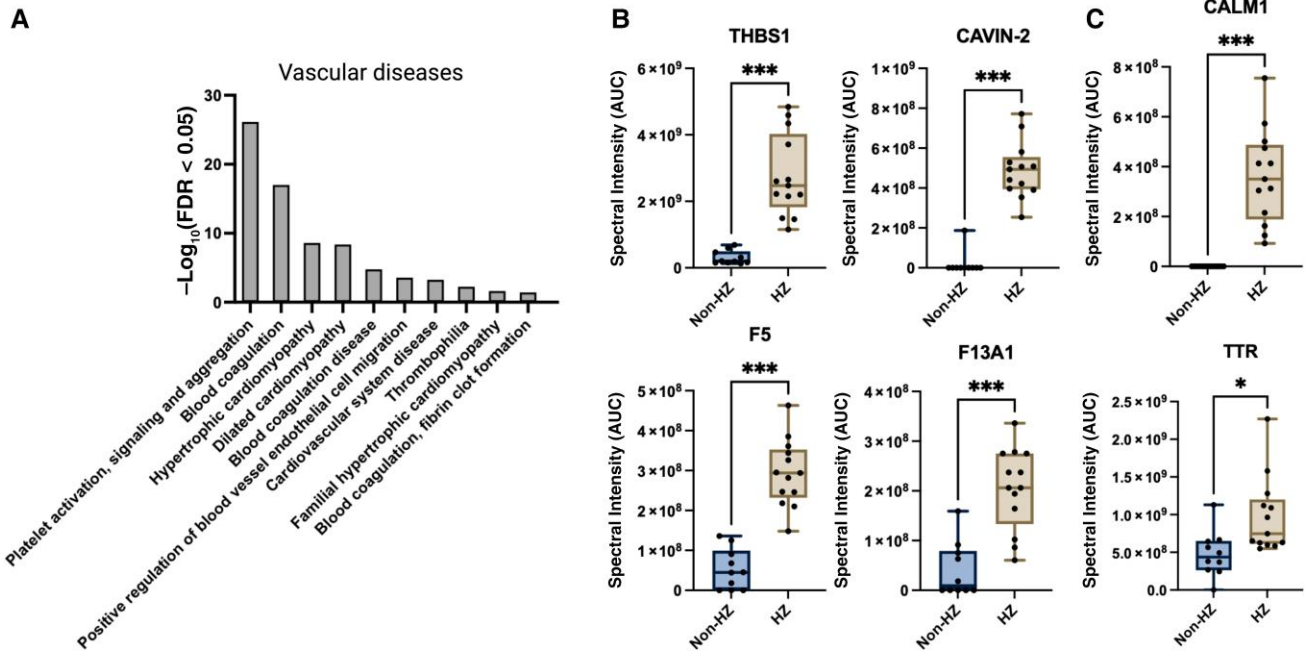 A
Vascular diseases
−Log10(FDR < 0.05)
30
20
10
0
Platelet activation, signaling and aggregation
Blood coagulation
Hypertrophic cardiomyopathy
Dilated cardiomyopathy
Blood coagulation disease
Positive regulation of blood vessel endothelial cell migration
Cardiovascular system disease
Thrombophilia
Familial hypertrophic cardiomyopathy
Blood coagulation, fibrin clot formation
B
THBS1
Spectral Intensity (AUC)
6×10⁹
4×10⁹
2×10⁹
0
***
Non-HZ
HZ
CAVIN-2
Spectral Intensity (AUC)
1×10⁹
8×10⁸
6×10⁸
4×10⁸
2×10⁸
0
***
Non-HZ
HZ
F5
Spectral Intensity (AUC)
5×10⁸
4×10⁸
3×10⁸
2×10⁸
1×10⁸
0
***
Non-HZ
HZ
F13A1
Spectral Intensity (AUC)
4×10⁸
3×10⁸
2×10⁸
1×10⁸
0
***
Non-HZ
HZ
C
CALM1
Spectral Intensity (AUC)
8×10⁸
6×10⁸
4×10⁸
2×10⁸
0
***
Non-HZ
HZ
TTR
Spectral Intensity (AUC)
2.5×10⁹
2.0×10⁹
1.5×10⁹
1.0×10⁹
5.0×10⁸
0.0
*
Non-HZ
HZ